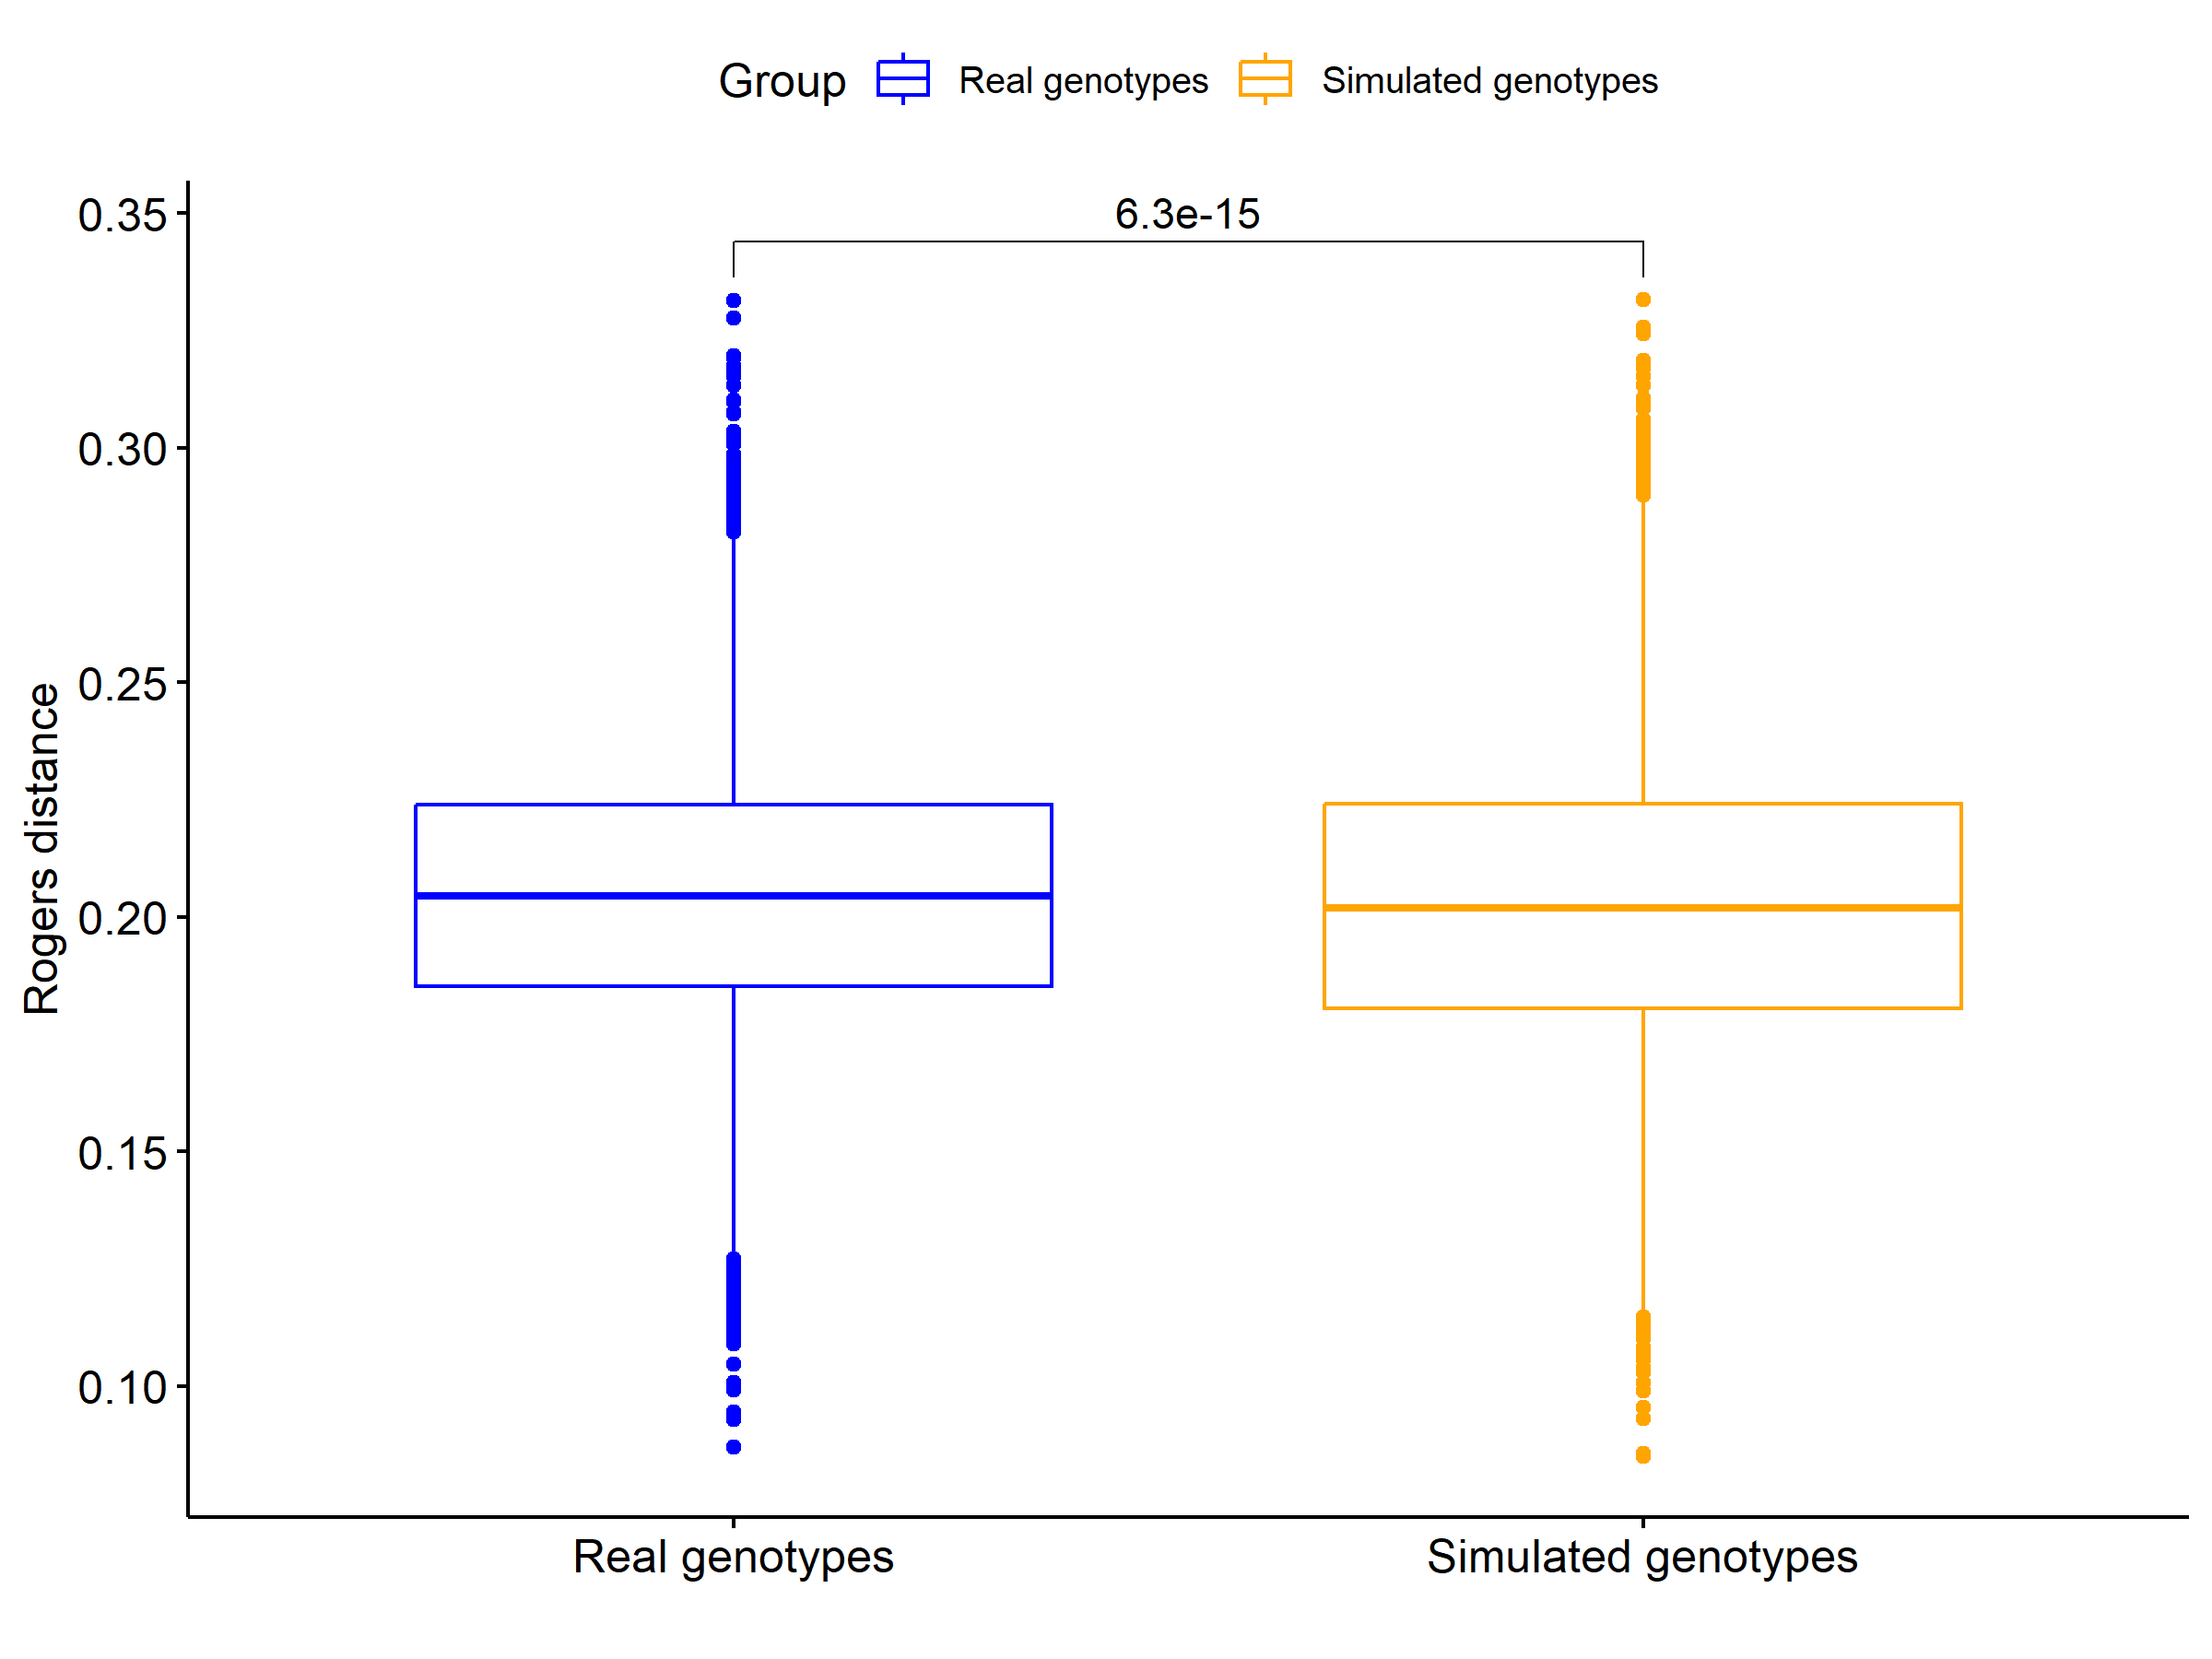 Group Real genotypes Simulated genotypes
6.3e-15
0.35
0.30
0.25
0.20
0.15
0.10
Rogers distance
Real genotypes Simulated genotypes